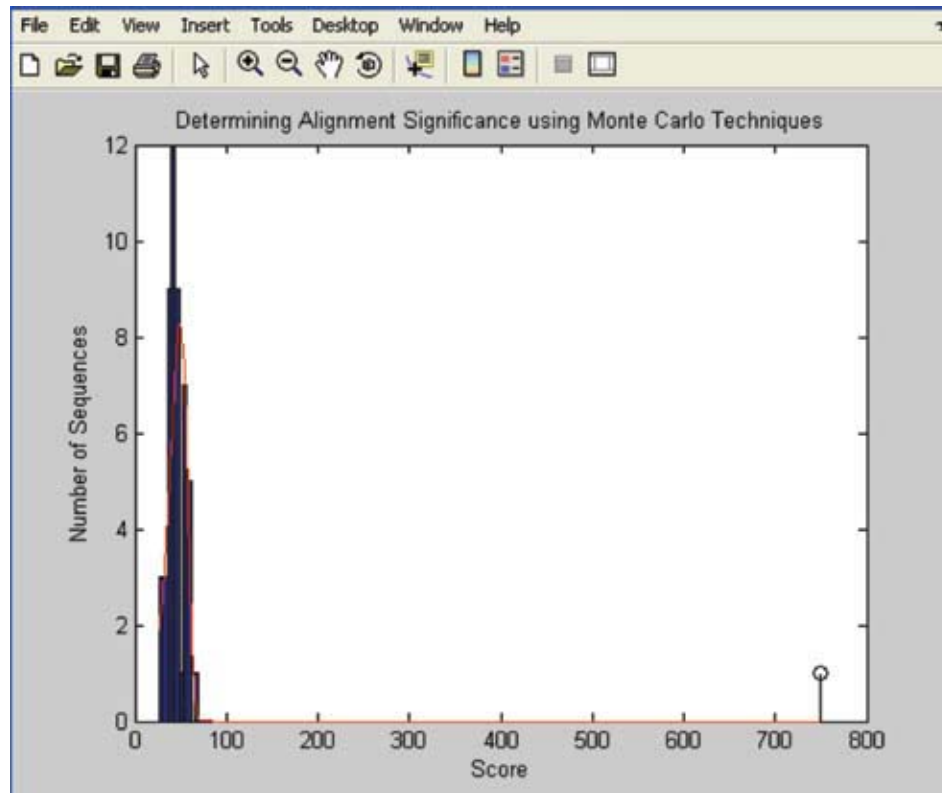 File Edit View Insert Tools Desktop Window Help
Determining Alignment Significance using Monte Carlo Techniques
12
10
8
6
4
2
0
Number of Sequences
0 100 200 300 400 500 600 700 800
Score